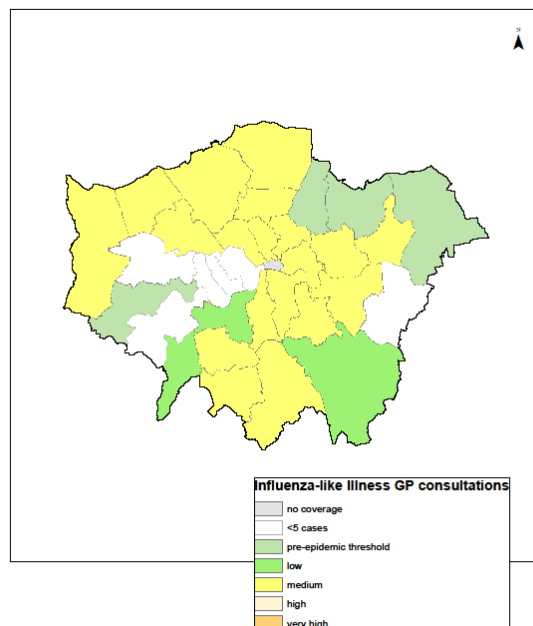 N
Influenza-like Illness GP consultations
no coverage
<5 cases
pre-epidemic threshold
low
medium
high
very high